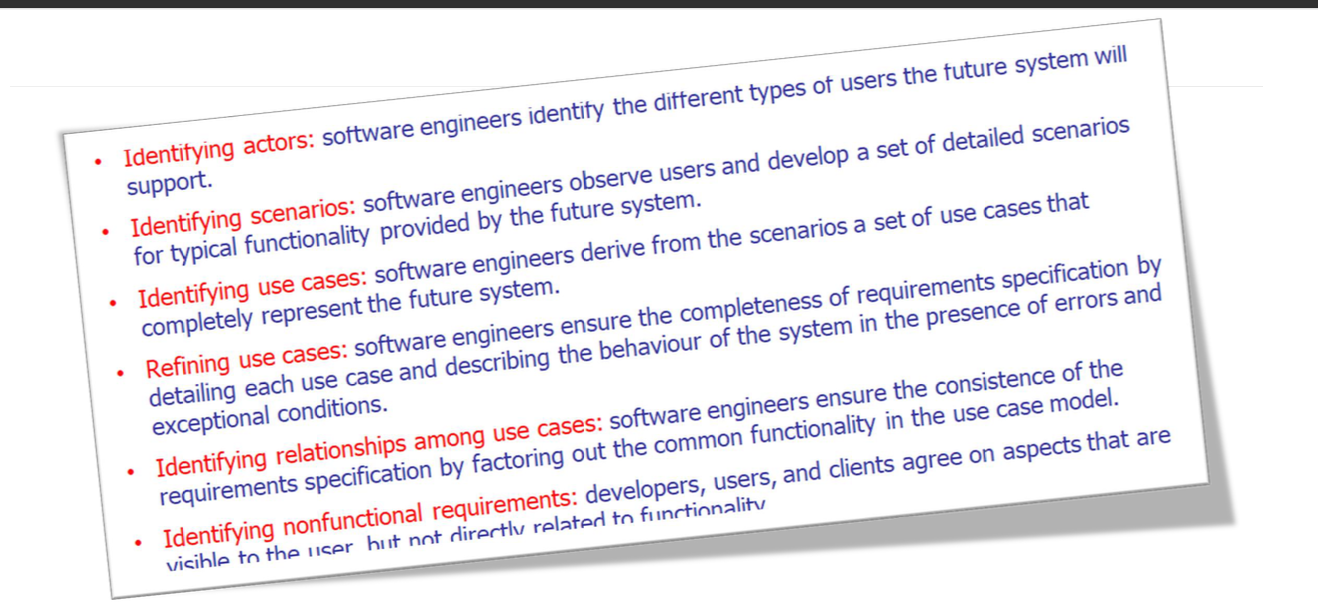 • Identifying actors: software engineers identify the different types of users the future system will
support.
• Identifying scenarios: software engineers observe users and develop a set of detailed scenarios
for typical functionality provided by the future system.
• Identifying use cases: software engineers derive from the scenarios a set of use cases that
completely represent the future system.
• Refining use cases: software engineers ensure the completeness of requirements specification by
detailing each use case and describing the behaviour of the system in the presence of errors and
exceptional conditions.
• Identifying relationships among use cases: software engineers ensure the consistence of the
requirements specification by factoring out the common functionality in the use case model.
• Identifying nonfunctional requirements: developers, users, and clients agree on aspects that are
visible to the user, but not directly related to functionality